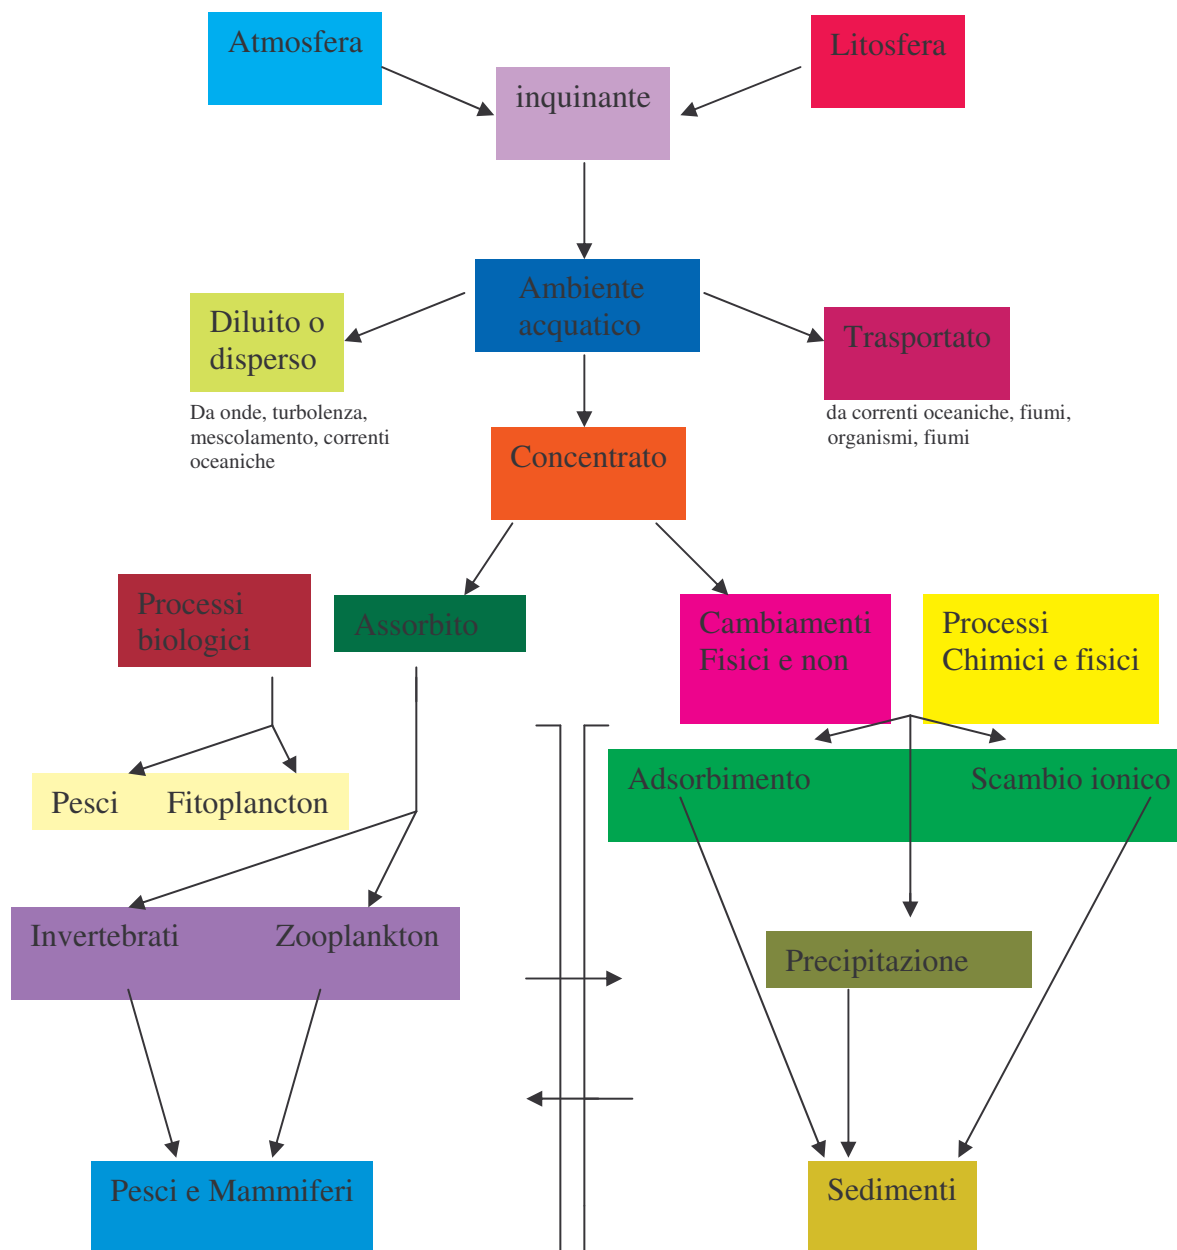 Atmosfera
Litosfera
inquinante
Ambiente
acquatico
Diluito o
disperso
Trasportato
Da onde, turbolenza,
mescolamento, correnti
oceaniche
da correnti oceaniche, fiumi,
organismi, fiumi
Concentrato
Processi
biologici
Assorbito
Cambiamenti
Fisici e non
Processi
Chimici e fisici
Pesci Fitoplancton
Adsorbimento Scambio ionico
Invertebrati Zooplankton
Precipitazione
Pesci e Mammiferi
Sedimenti